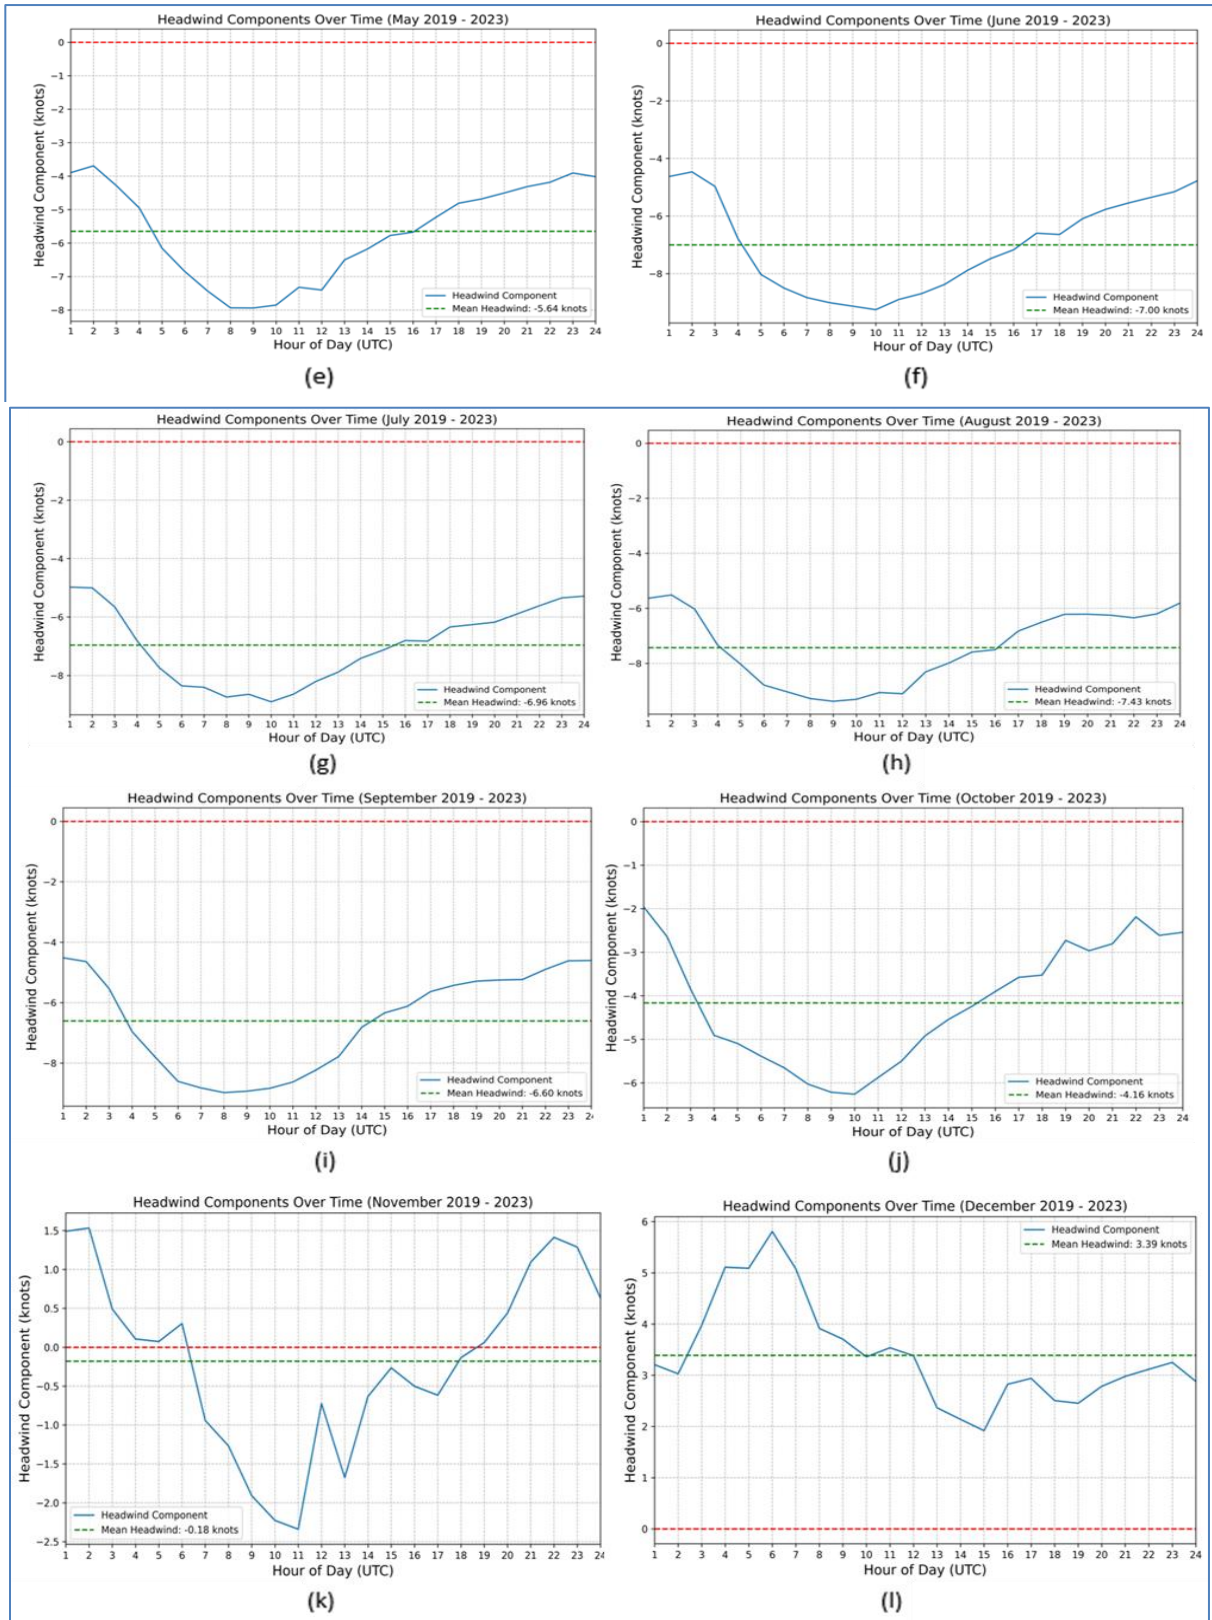 Headwind Components Over Time (May 2019 - 2023)
Headwind Component (knots)
0
−1
−2
−3
−4
−5
−6
−7
−8
Headwind Component
Mean Headwind: -5.64 knots
1 2 3 4 5 6 7 8 9 10 11 12 13 14 15 16 17 18 19 20 21 22 23 24
Hour of Day (UTC)
(e)
Headwind Components Over Time (June 2019 - 2023)
Headwind Component (knots)
0
−2
−4
−6
−8
Headwind Component
Mean Headwind: -7.00 knots
1 2 3 4 5 6 7 8 9 10 11 12 13 14 15 16 17 18 19 20 21 22 23 24
Hour of Day (UTC)
(f)
Headwind Components Over Time (July 2019 - 2023)
Headwind Component (knots)
0
−2
−4
−6
−8
Headwind Component
Mean Headwind: -6.96 knots
1 2 3 4 5 6 7 8 9 10 11 12 13 14 15 16 17 18 19 20 21 22 23 24
Hour of Day (UTC)
(g)
Headwind Components Over Time (August 2019 - 2023)
Headwind Component (knots)
0
−2
−4
−6
−8
Headwind Component
Mean Headwind: -7.43 knots
1 2 3 4 5 6 7 8 9 10 11 12 13 14 15 16 17 18 19 20 21 22 23 24
Hour of Day (UTC)
(h)
Headwind Components Over Time (September 2019 - 2023)
Headwind Component (knots)
0
−2
−4
−6
−8
Headwind Component
Mean Headwind: -6.60 knots
1 2 3 4 5 6 7 8 9 10 11 12 13 14 15 16 17 18 19 20 21 22 23 24
Hour of Day (UTC)
(i)
Headwind Components Over Time (October 2019 - 2023)
Headwind Component (knots)
0
−1
−2
−3
−4
−5
−6
Headwind Component
Mean Headwind: -4.16 knots
1 2 3 4 5 6 7 8 9 10 11 12 13 14 15 16 17 18 19 20 21 22 23 24
Hour of Day (UTC)
(j)
Headwind Components Over Time (November 2019 - 2023)
Headwind Component (knots)
1.5
1.0
0.5
0.0
−0.5
−1.0
−1.5
−2.0
−2.5
Headwind Component
Mean Headwind: -0.18 knots
1 2 3 4 5 6 7 8 9 10 11 12 13 14 15 16 17 18 19 20 21 22 23 24
Hour of Day (UTC)
(k)
Headwind Components Over Time (December 2019 - 2023)
Headwind Component (knots)
6
5
4
3
2
1
0
Headwind Component
Mean Headwind: 3.39 knots
1 2 3 4 5 6 7 8 9 10 11 12 13 14 15 16 17 18 19 20 21 22 23 24
Hour of Day (UTC)
(l)